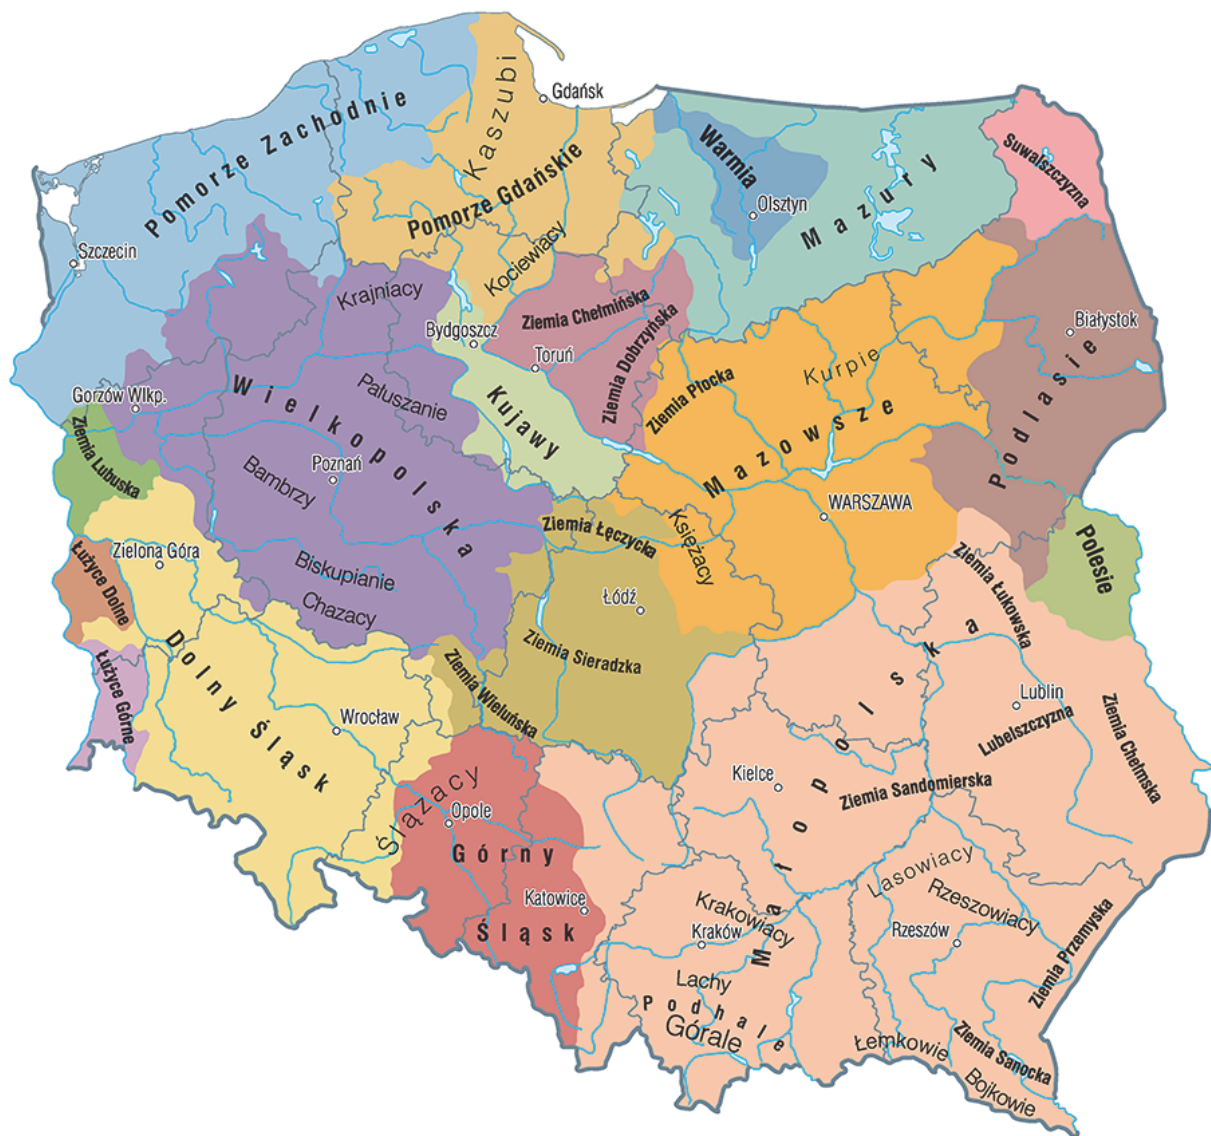 Kaszubi
Gdańsk
Pomorze Zachodnie
Pomorze Gdańskie
Warmia
Olsztyn
Mazury
Suwalszczyzna
Szczecin
Kociewiacy
Krajniacy
Bydgoszcz
Ziemia Chełmińska
Toruń
Ziemia Dobrzyńska
Białystok
Gorzów Wlkp.
Wielkopolska
Pałuszanie
Kujawy
Ziemia Płocka
Kurpie
Mazowsze
Podlasie
Ziemia Lubuska
Bambrzy
Poznań
WARSZAWA
Księżacy
Ziemia Łęczycka
Polesie
Zielona Góra
Łużyce Dolne
Biskupianie
Chazacy
Łódź
Ziemia Łukowska
Ziemia Sieradzka
Dolny Śląsk
Łużyce Górne
Wrocław
Ziemia Wieluńska
Małopolska
Lublin
Lubelszczyzna
Ziemia Chełmska
Kielce
Ziemia Sandomierska
Ślązacy
Opole
Górny
Śląsk
Katowice
Krakowiacy
Kraków
Lasowiacy
Rzeszowiacy
Rzeszów
Ziemia Przemyska
Lachy
Podhale
Górale
Łemkowie
Ziemia Sanocka
Bojkowie